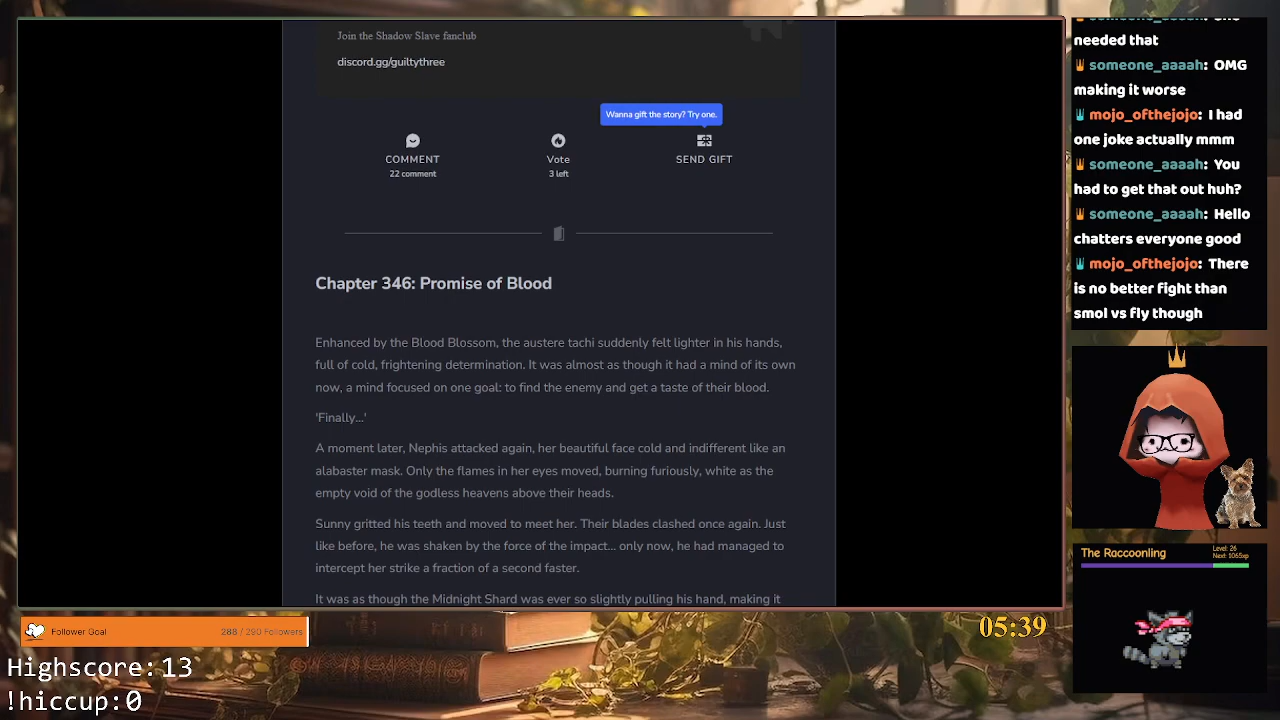 Join the Shadow Slave fanclub
discord.gg/guiltythree
Wanna gift the story? Try one.
COMMENT
22 comment
Vote
3 left
SEND GIFT
Chapter 346: Promise of Blood
Enhanced by the Blood Blossom, the austere tachi suddenly felt lighter in his hands,
full of cold, frightening determination. It was almost as though it had a mind of its own
now, a mind focused on one goal: to find the enemy and get a taste of their blood.
'Finally...'
A moment later, Nephis attacked again, her beautiful face cold and indifferent like an
alabaster mask. Only the flames in her eyes moved, burning furiously, white as the
empty void of the godless heavens above their heads.
Sunny gritted his teeth and moved to meet her. Their blades clashed once again. Just
like before, he was shaken by the force of the impact... only now, he had managed to
intercept her strike a fraction of a second faster.
It was as though the Midnight Shard was ever so slightly pulling his hand, making it
needed that
someone_aaaah: OMG
making it worse
mojo_ofthejojo: I had
one joke actually mmm
someone_aaaah: You
had to get that out huh?
someone_aaaah: Hello
chatters everyone good
mojo_ofthejojo: There
is no better fight than
smol vs fly though
The Raccoonling
Level: 26
Next: 1065xp
Follower Goal
288 / 290 Followers
05:39
Highscore:13
!hiccup:0